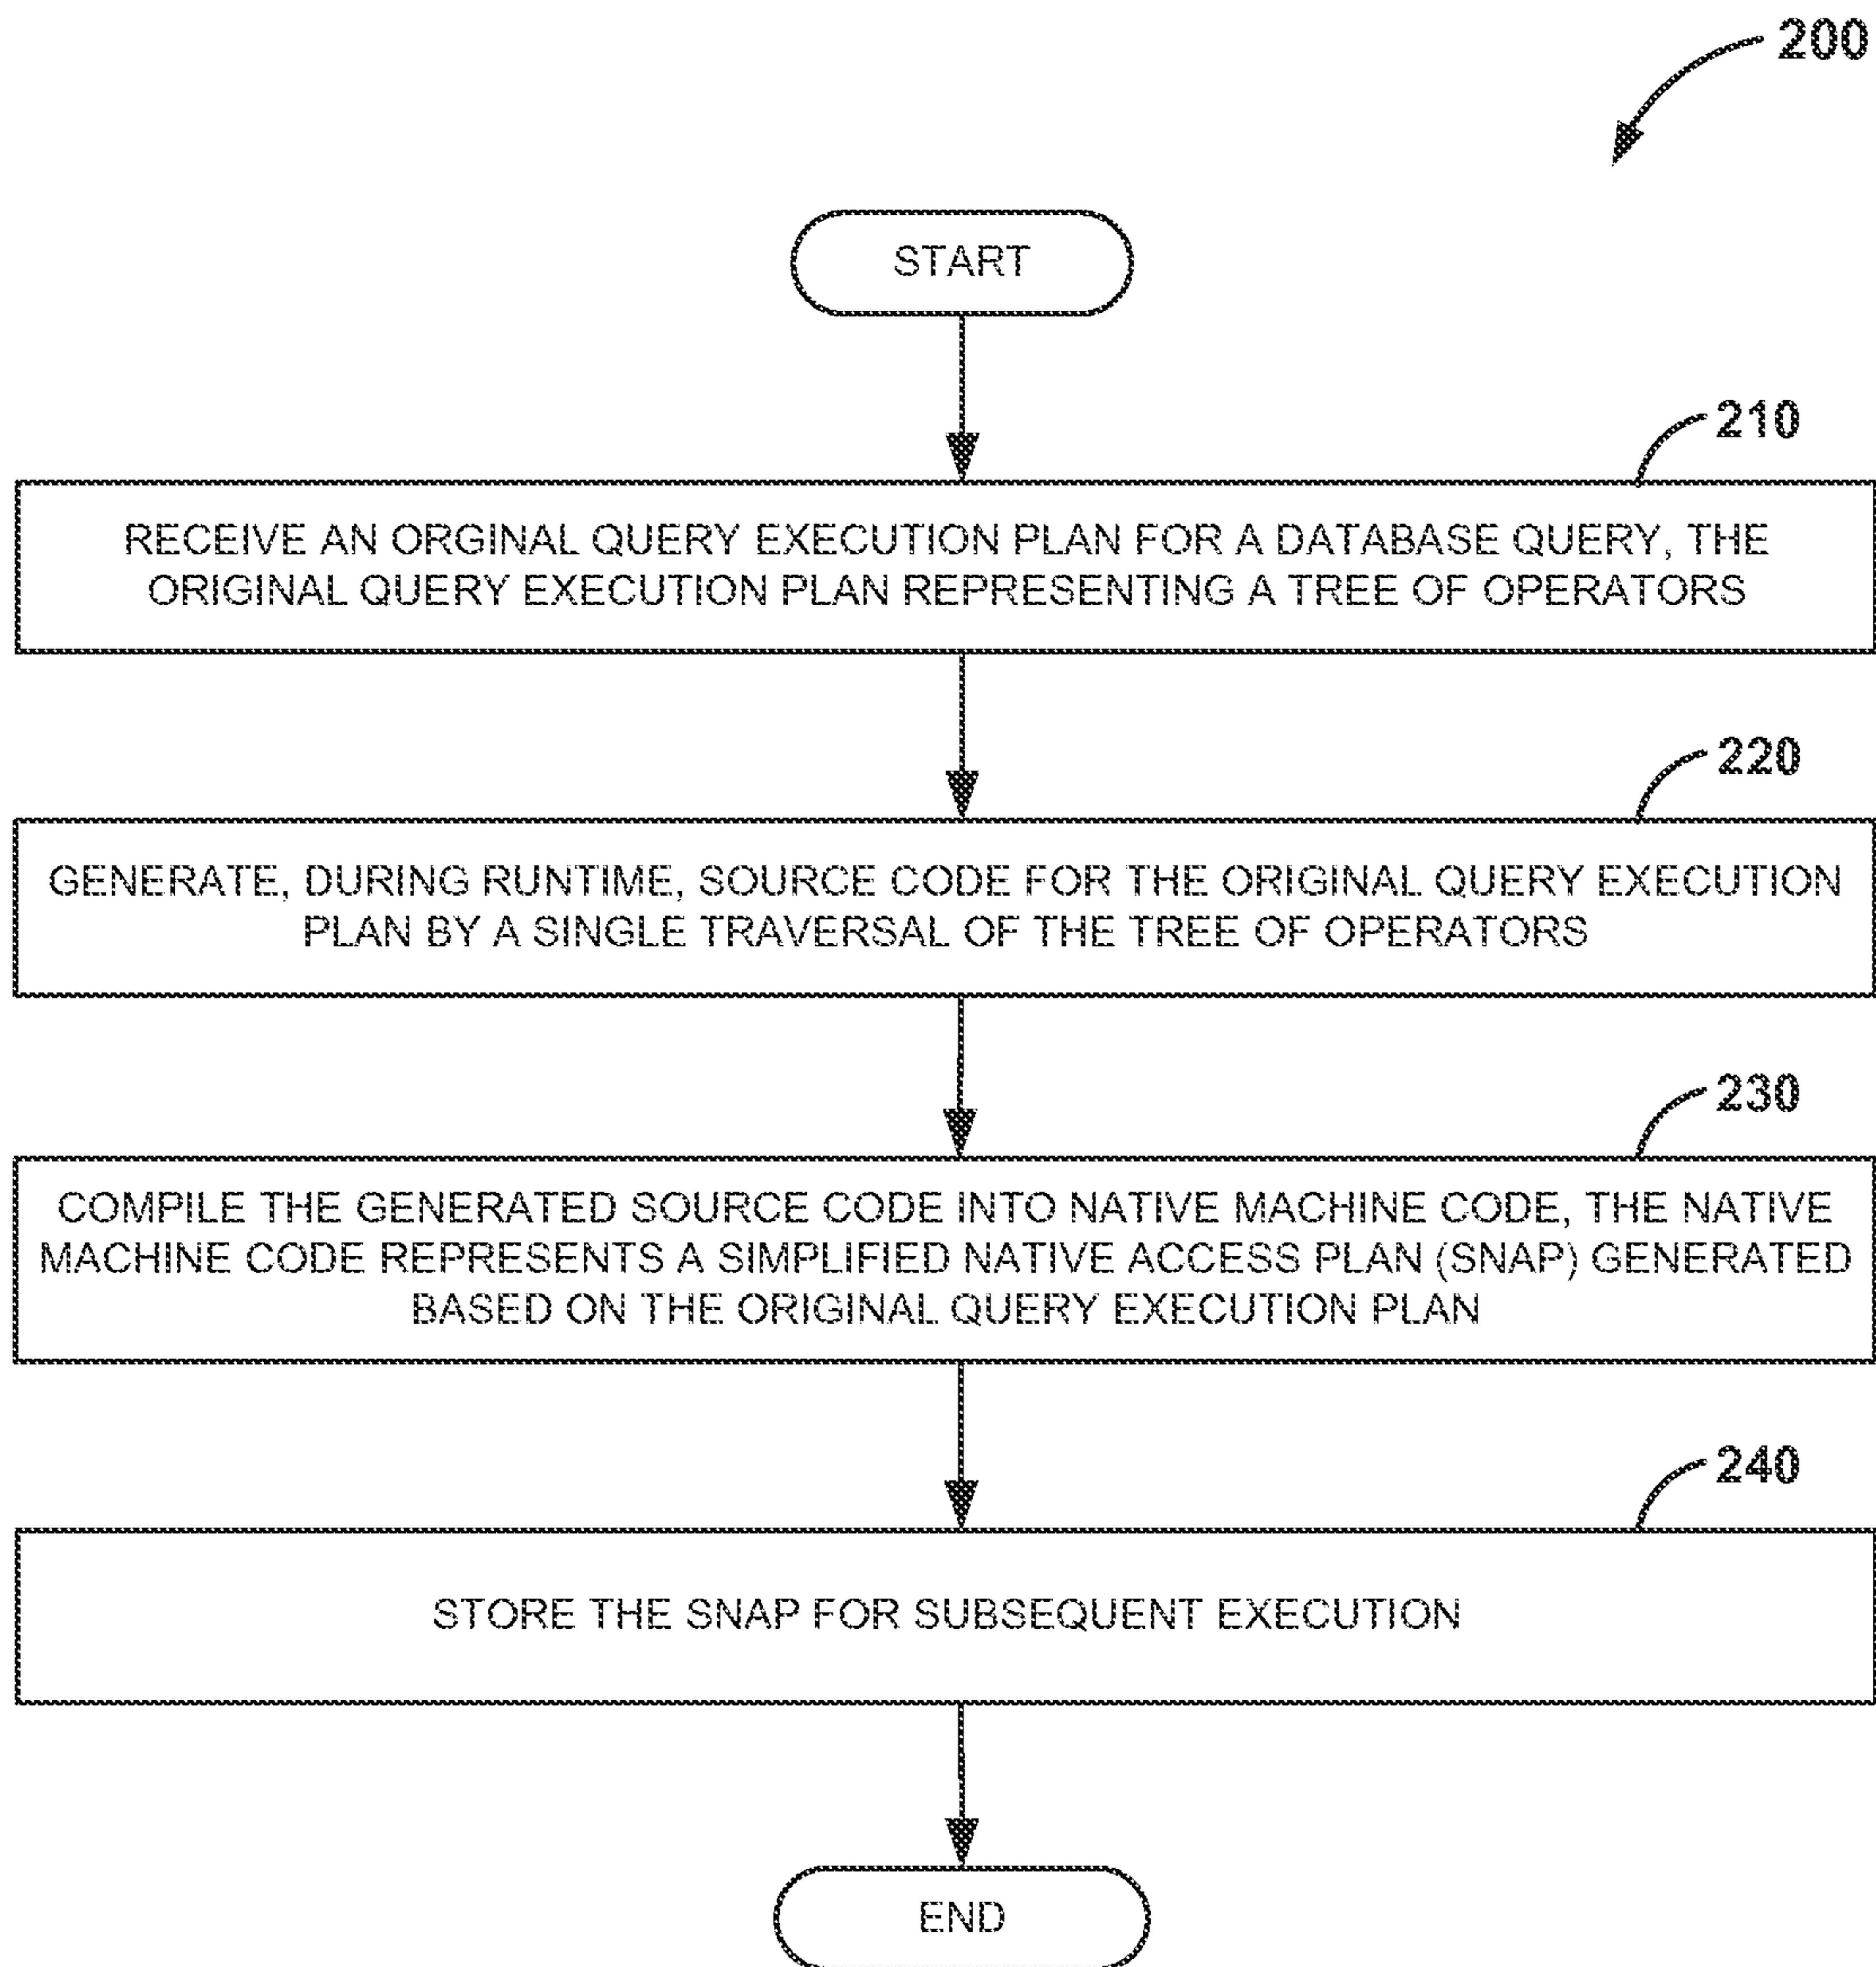 200
START
210
RECEIVE AN ORGINAL QUERY EXECUTION PLAN FOR A DATABASE QUERY, THE
ORIGINAL QUERY EXECUTION PLAN REPRESENTING A TREE OF OPERATORS
220
GENERATE, DURING RUNTIME, SOURCE CODE FOR THE ORIGINAL QUERY EXECUTION
PLAN BY A SINGLE TRAVERSAL OF THE TREE OF OPERATORS
230
COMPILE THE GENERATED SOURCE CODE INTO NATIVE MACHINE CODE, THE NATIVE
MACHINE CODE REPRESENTS A SIMPLIFIED NATIVE ACCESS PLAN (SNAP) GENERATED
BASED ON THE ORIGINAL QUERY EXECUTION PLAN
240
STORE THE SNAP FOR SUBSEQUENT EXECUTION
END